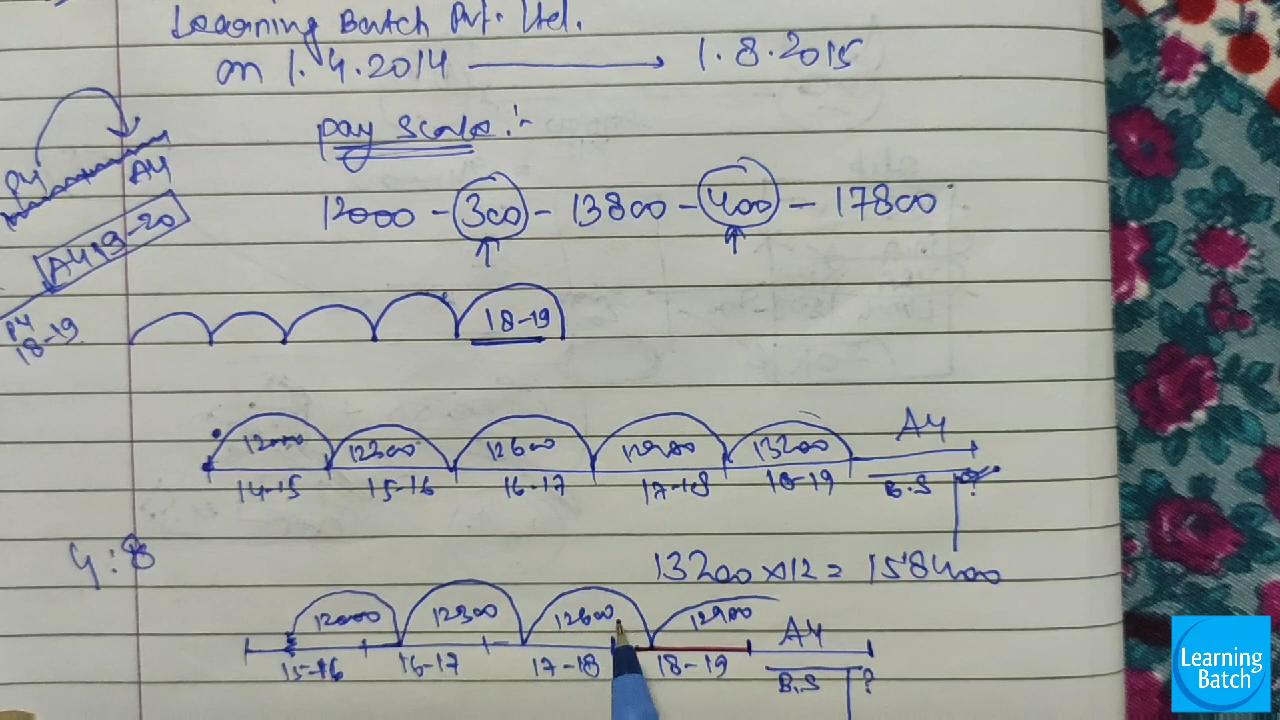 Learning Batch Pvt. Ltd.
on 1.4.2014 → 1.8.2015
pay scale :-
PY
AY
12000 - 300 - 13800 - 400 - 17800
AY 19-20
PY
18-19
18-19
12000 12300 12600 12900 13200 AY
14-15 15-16 16-17 17-18 18-19 B.S ?
4:8
13200 × 12 = 158400
12000 12300 12600 12900 AY
15-16 16-17 17-18 18-19 B.S ?
Learning
Batch